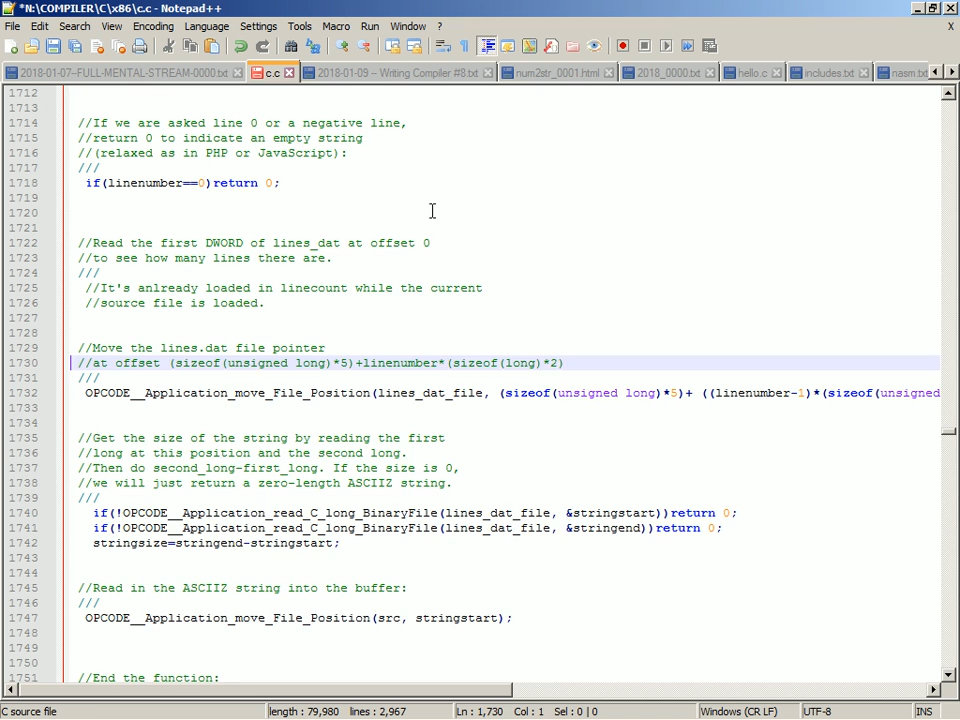 *N:\COMPILER\C\x86\c.c - Notepad++
File Edit Search View Encoding Language Settings Tools Macro Run Window ? X
2018-01-07-FULL-MENTAL-STREAM-0000.txt c.c 2018-01-09 -- Writing Compiler #8.txt num2str_0001.html 2018_0000.txt hello.c includes.txt nasm.txt
1712
1713
1714 //If we are asked line 0 or a negative line,
1715 //return 0 to indicate an empty string
1716 //(relaxed as in PHP or JavaScript):
1717 ///
1718 if(linenumber==0)return 0;
1719
1720
1721
1722 //Read the first DWORD of lines_dat at offset 0
1723 //to see how many lines there are.
1724 ///
1725 //It's anlready loaded in linecount while the current
1726 //source file is loaded.
1727
1728
1729 //Move the lines.dat file pointer
1730 //at offset (sizeof(unsigned long)*5)+linenumber*(sizeof(long)*2)
1731 ///
1732 OPCODE__Application_move_File_Position(lines_dat_file, (sizeof(unsigned long)*5)+ ((linenumber-1)*(sizeof(unsigned
1733
1734
1735 //Get the size of the string by reading the first
1736 //long at this position and the second long.
1737 //Then do second_long-first_long. If the size is 0,
1738 //we will just return a zero-length ASCIIZ string.
1739 ///
1740 if(!OPCODE__Application_read_C_long_BinaryFile(lines_dat_file, &stringstart))return 0;
1741 if(!OPCODE__Application_read_C_long_BinaryFile(lines_dat_file, &stringend))return 0;
1742 stringsize=stringend-stringstart;
1743
1744
1745 //Read in the ASCIIZ string into the buffer:
1746 ///
1747 OPCODE__Application_move_File_Position(src, stringstart);
1748
1749
1750
1751 //End the function:
C source file length : 79,980 lines : 2,967 Ln : 1,730 Col : 1 Sel : 0 | 0 Windows (CR LF) UTF-8 INS